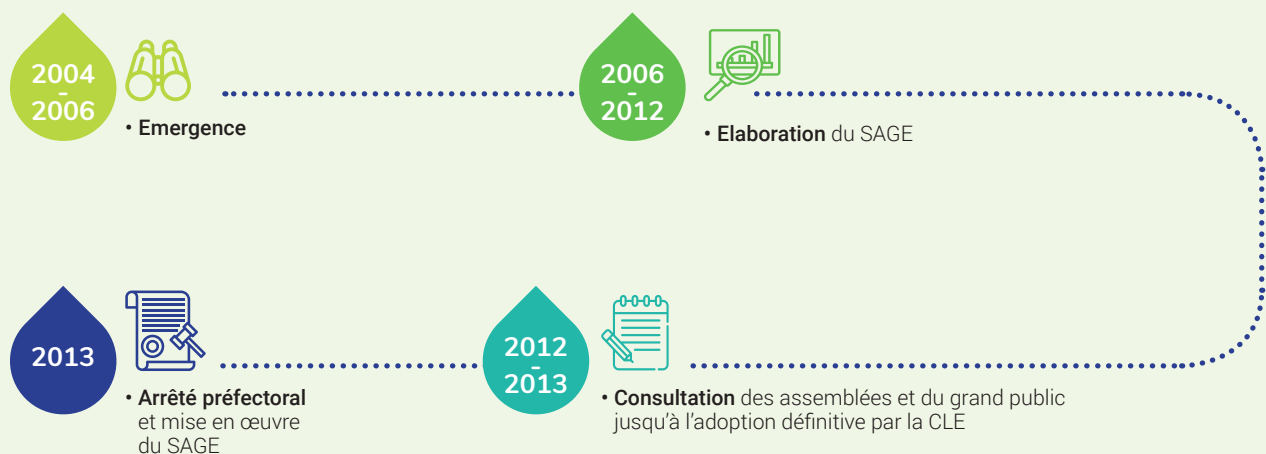 2004
-
2006
• Emergence
2006
-
2012
• Elaboration du SAGE
2012
-
2013
• Consultation des assemblées et du grand public
jusqu'à l'adoption définitive par la CLE
2013
• Arrêté préfectoral
et mise en œuvre
du SAGE